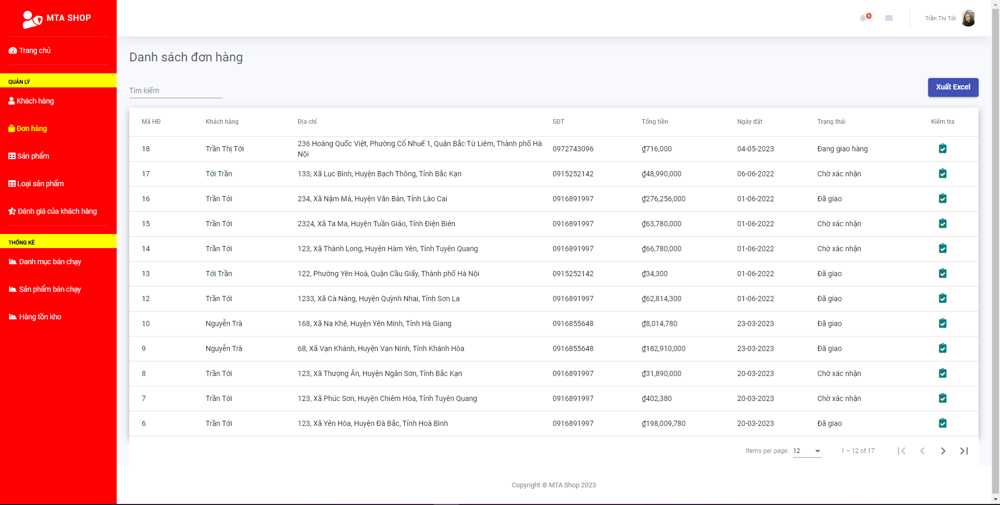 MTA SHOP
Trang chủ
QUẢN LÝ
Khách hàng
Đơn hàng
Sản phẩm
Loại sản phẩm
Đánh giá của khách hàng
THỐNG KÊ
Danh mục bán chạy
Sản phẩm bán chạy
Hàng tồn kho
1
Trần Thị Tới
Danh sách đơn hàng
Tìm kiếm
Xuất Excel
Mã HĐ Khách hàng Địa chỉ SĐT Tổng tiền Ngày đặt Trạng thái Kiểm tra
18 Trần Thị Tới 236 Hoàng Quốc Việt, Phường Cổ Nhuế 1, Quận Bắc Từ Liêm, Thành phố Hà
Nội 0972743096 ₫716,000 04-05-2023 Đang giao hàng
17 Tới Trần 133, Xã Lục Bình, Huyện Bạch Thông, Tỉnh Bắc Kạn 0915252142 ₫48,990,000 06-06-2022 Chờ xác nhận
16 Trần Tới 234, Xã Nậm Mả, Huyện Văn Bàn, Tỉnh Lào Cai 0916891997 ₫276,256,000 01-06-2022 Đã giao
15 Trần Tới 2324, Xã Ta Ma, Huyện Tuần Giáo, Tỉnh Điện Biên 0916891997 ₫63,780,000 01-06-2022 Chờ xác nhận
14 Trần Tới 123, Xã Thành Long, Huyện Hàm Yên, Tỉnh Tuyên Quang 0916891997 ₫66,780,000 01-06-2022 Chờ xác nhận
13 Tới Trần 122, Phường Yên Hoà, Quận Cầu Giấy, Thành phố Hà Nội 0915252142 ₫34,300 01-06-2022 Đã giao
12 Trần Tới 1233, Xã Cà Nàng, Huyện Quỳnh Nhai, Tỉnh Sơn La 0916891997 ₫62,814,300 01-06-2022 Đã giao
10 Nguyễn Trà 168, Xã Na Khê, Huyện Yên Minh, Tỉnh Hà Giang 0916855648 ₫8,014,780 23-03-2023 Đã giao
9 Nguyễn Trà 68, Xã Vạn Khánh, Huyện Vạn Ninh, Tỉnh Khánh Hòa 0916855648 ₫182,910,000 23-03-2023 Đã giao
8 Trần Tới 123, Xã Thượng Ân, Huyện Ngân Sơn, Tỉnh Bắc Kạn 0916891997 ₫31,890,000 20-03-2023 Chờ xác nhận
7 Trần Tới 123, Xã Phúc Sơn, Huyện Chiêm Hóa, Tỉnh Tuyên Quang 0916891997 ₫402,380 20-03-2023 Chờ xác nhận
6 Trần Tới 123, Xã Yên Hòa, Huyện Đà Bắc, Tỉnh Hoà Bình 0916891997 ₫198,009,780 20-03-2023 Đã giao
Items per page: 12 1 – 12 of 17
Copyright © MTA Shop 2023